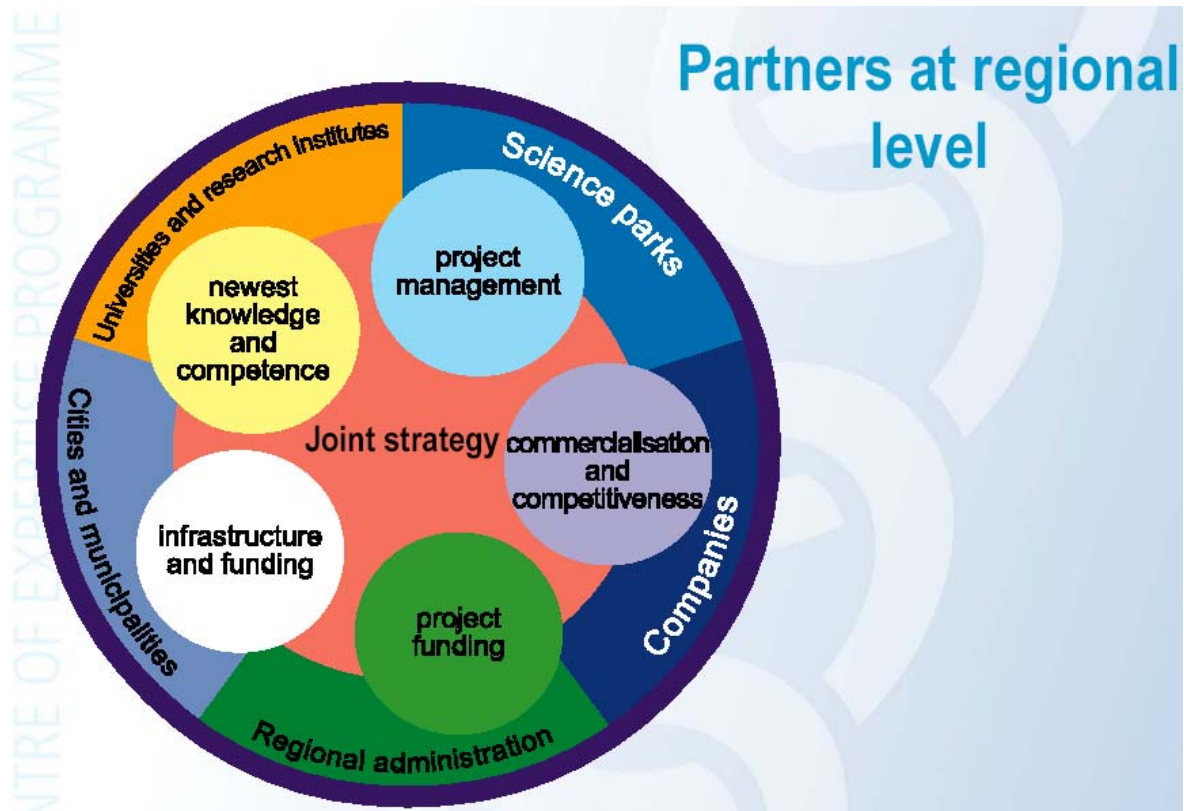 Partners at regional
level
NTRE OF EXPERTISE PROGRAMME
Universities and research institutes
Science parks
Companies
Regional administration
Cities and municipalities
newest
knowledge
and
competence
project
management
Joint strategy
commercialisation
and
competitiveness
infrastructure
and funding
project
funding